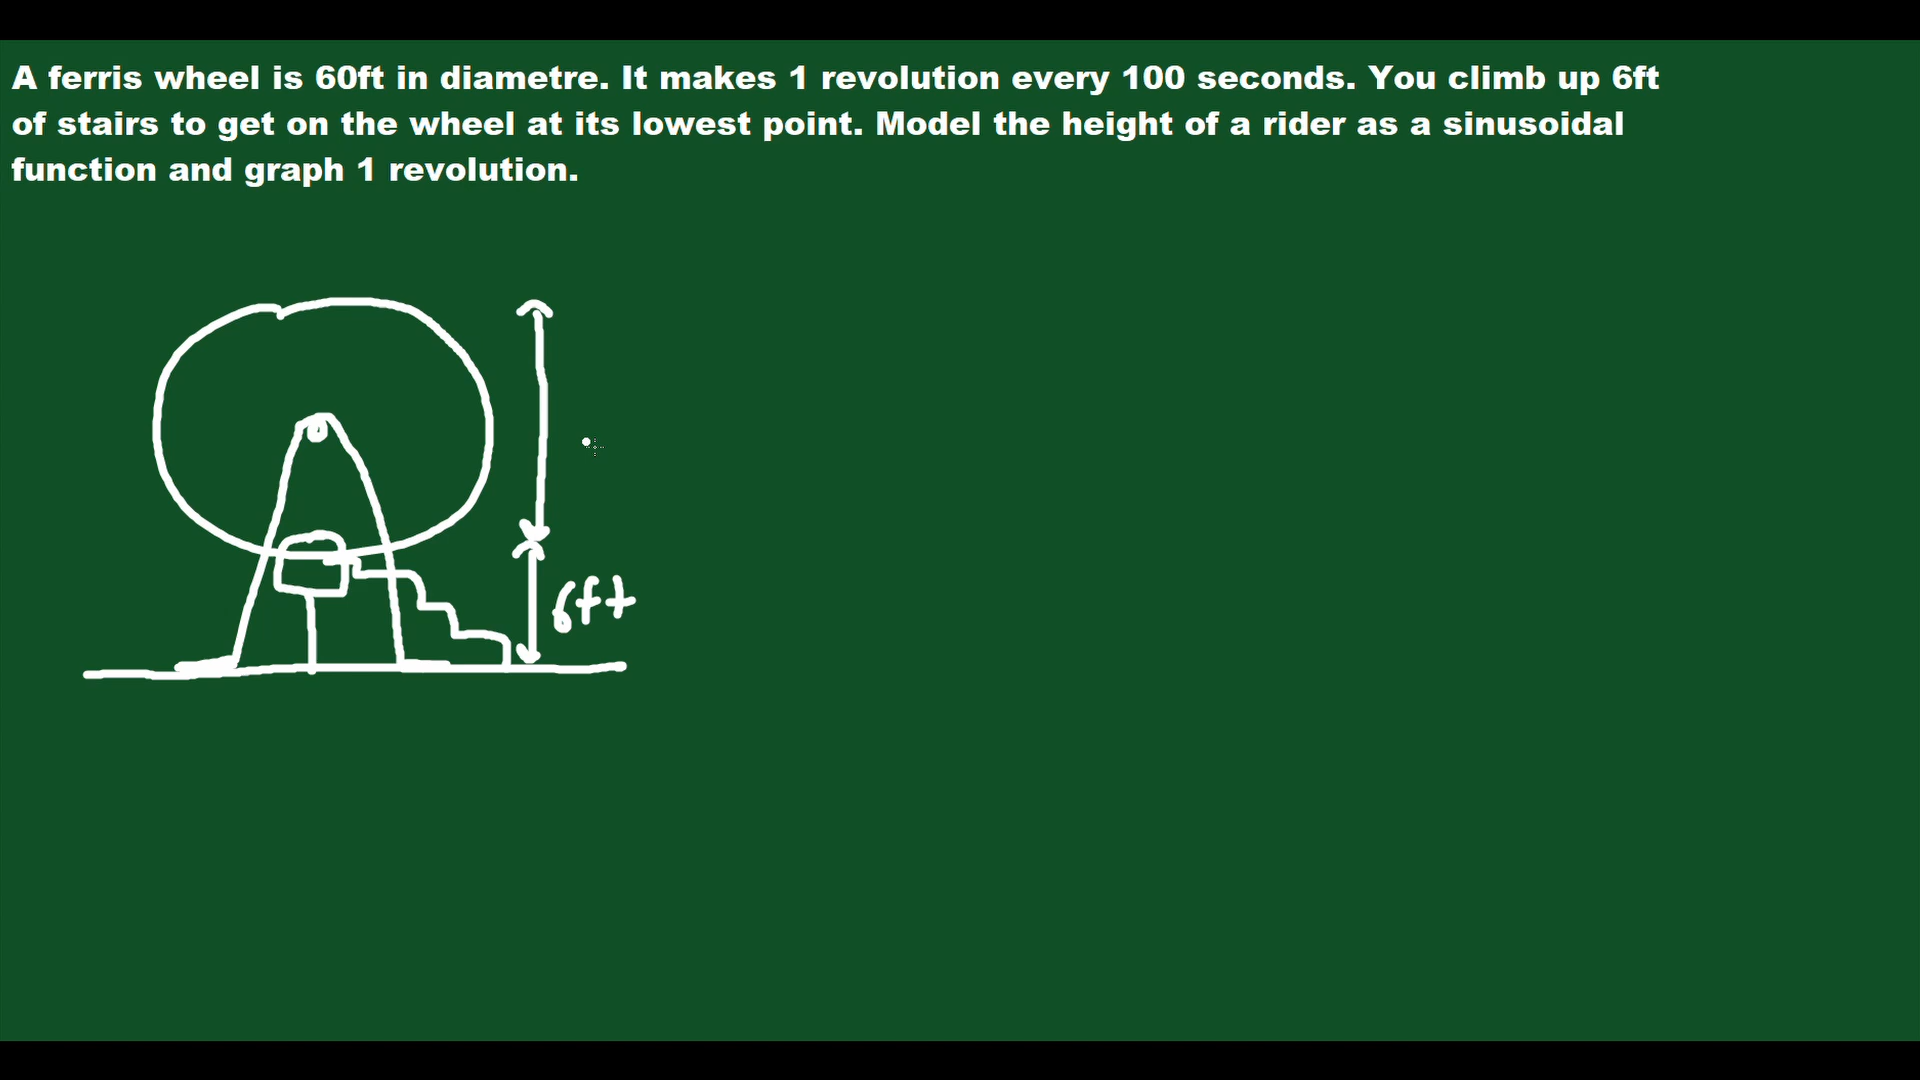 A ferris wheel is 60ft in diametre. It makes 1 revolution every 100 seconds. You climb up 6ft
of stairs to get on the wheel at its lowest point. Model the height of a rider as a sinusoidal
function and graph 1 revolution.
6ft